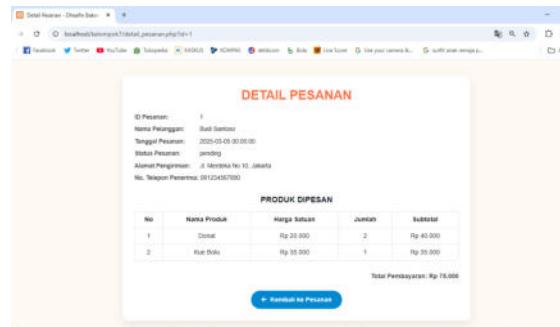 Detail Pesanan - Dhaafin Bakery
localhost/kelompok7/detail_pesanan.php?id=1
Facebook Twitter YouTube Tokopedia KASKUS KOMPAS detikcom b. Bob Live Score
DETAIL PESANAN
ID Pesanan: 1
Nama Pelanggan: Budi Santoso
Tanggal Pesanan: 2025-03-05 00:00:00
Status Pesanan: pending
Alamat Pengiriman: Jl. Merdeka No 10, Jakarta
No. Telepon Penerima: 081234567890
PRODUK DIPESAN
No Nama Produk Harga Satuan Jumlah Subtotal
1 Donat Rp 20.000 2 Rp 40.000
2 Kue Bolu Rp 35.000 1 Rp 35.000
Total Pembayaran: Rp 75.000
← Kembali ke Pesanan